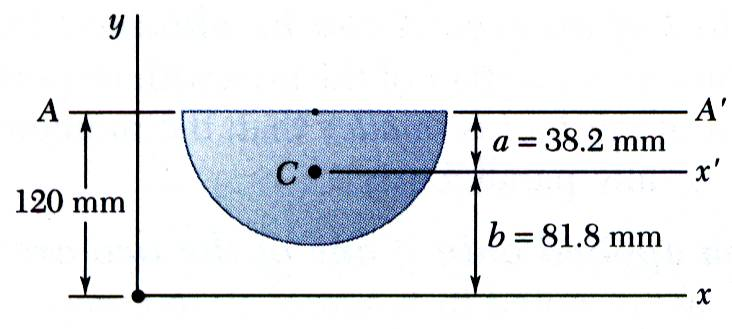 y
A
A′
a = 38.2 mm
C
x′
120 mm
b = 81.8 mm
x